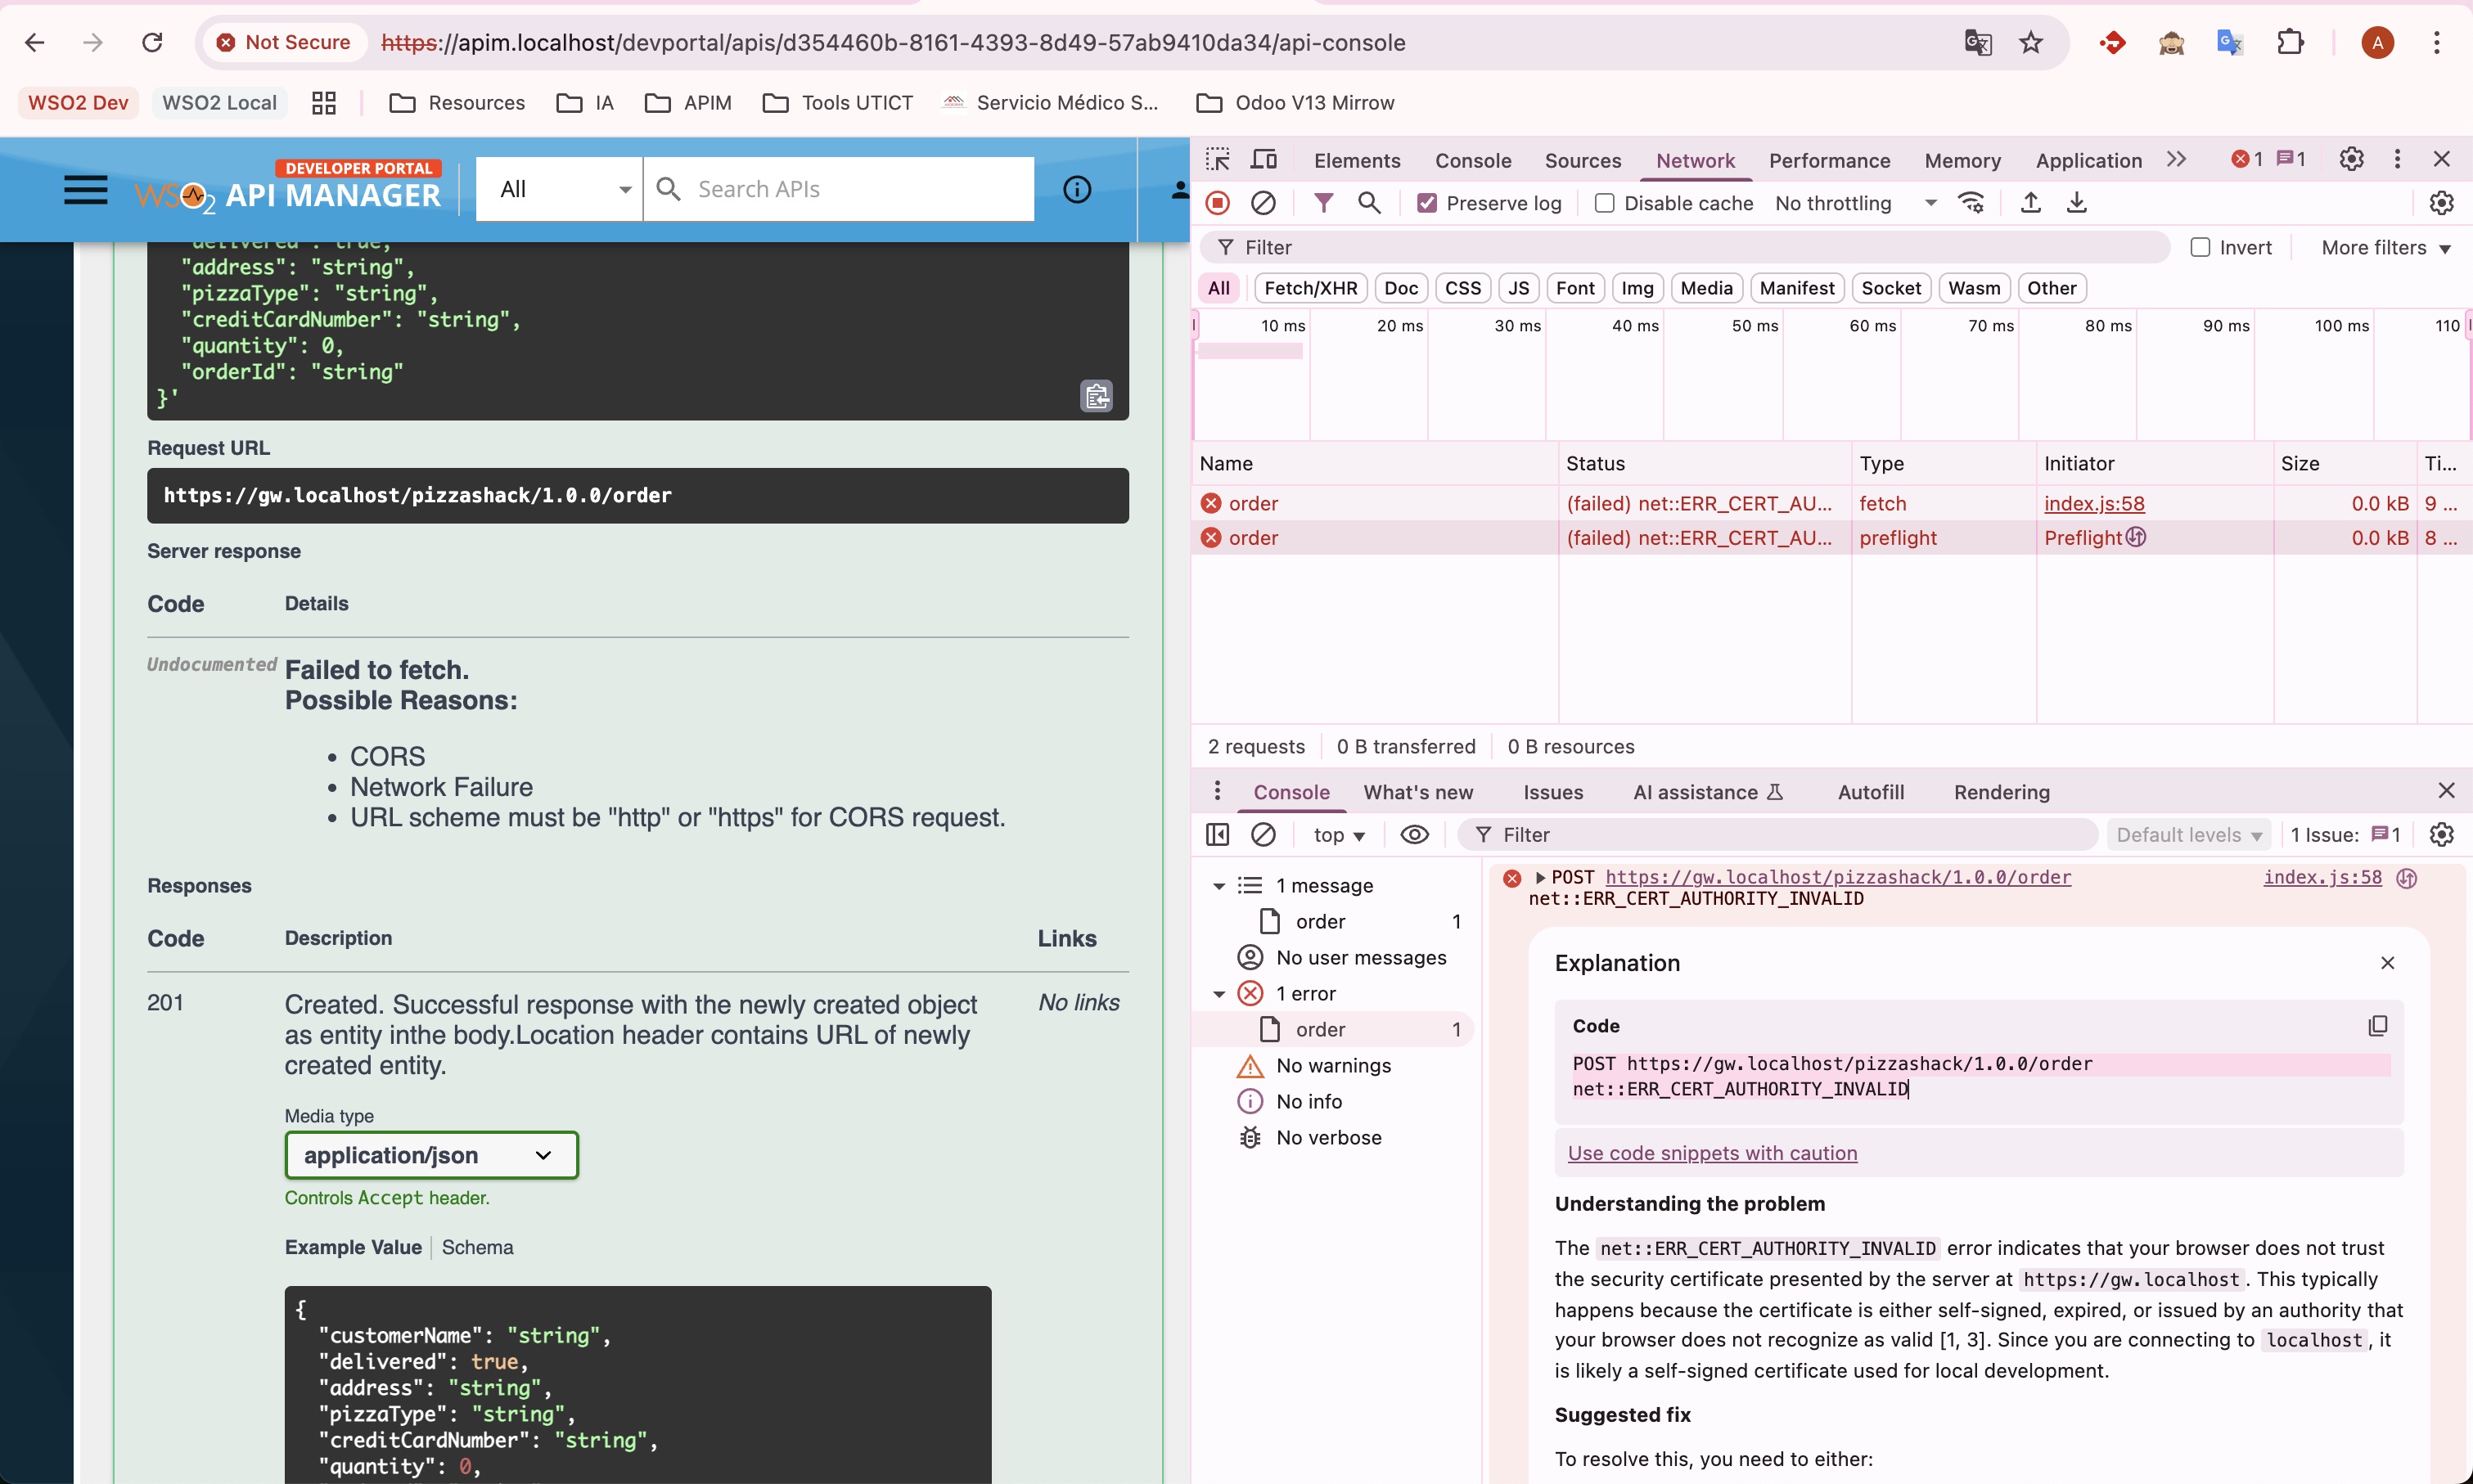 Not Secure
https://apim.localhost/devportal/apis/d354460b-8161-4393-8d49-57ab9410da34/api-console
A
WSO2 Dev
WSO2 Local
Resources
IA
APIM
Tools UTICT
Servicio Médico S...
Odoo V13 Mirrow
DEVELOPER PORTAL
WSO2 API MANAGER
All
Search APIs
"delivered": true,
"address": "string",
"pizzaType": "string",
"creditCardNumber": "string",
"quantity": 0,
"orderId": "string"
}'
Request URL
https://gw.localhost/pizzashack/1.0.0/order
Server response
Code Details
Undocumented
Failed to fetch.
Possible Reasons:
• CORS
• Network Failure
• URL scheme must be "http" or "https" for CORS request.
Responses
Code Description Links
201
Created. Successful response with the newly created object
as entity inthe body.Location header contains URL of newly
created entity.
No links
Media type
application/json
Controls Accept header.
Example Value
Schema
{
"customerName": "string",
"delivered": true,
"address": "string",
"pizzaType": "string",
"creditCardNumber": "string",
"quantity": 0,
Elements
Console
Sources
Network
Performance
Memory
Application
1
1
Preserve log
Disable cache
No throttling
Filter
Invert
More filters
All
Fetch/XHR
Doc
CSS
JS
Font
Img
Media
Manifest
Socket
Wasm
Other
10 ms
20 ms
30 ms
40 ms
50 ms
60 ms
70 ms
80 ms
90 ms
100 ms
110
Name Status Type Initiator Size Ti...
order (failed) net::ERR_CERT_AU... fetch index.js:58 0.0 kB 9 ...
order (failed) net::ERR_CERT_AU... preflight Preflight 0.0 kB 8 ...
2 requests
0 B transferred
0 B resources
Console
What's new
Issues
AI assistance
Autofill
Rendering
top
Filter
Default levels
1 Issue: 1
1 message
order 1
No user messages
1 error
order 1
No warnings
No info
No verbose
POST https://gw.localhost/pizzashack/1.0.0/order index.js:58
net::ERR_CERT_AUTHORITY_INVALID
Explanation
Code
POST https://gw.localhost/pizzashack/1.0.0/order
net::ERR_CERT_AUTHORITY_INVALID
Use code snippets with caution
Understanding the problem
The net::ERR_CERT_AUTHORITY_INVALID error indicates that your browser does not trust
the security certificate presented by the server at https://gw.localhost. This typically
happens because the certificate is either self-signed, expired, or issued by an authority that
your browser does not recognize as valid [1, 3]. Since you are connecting to localhost, it
is likely a self-signed certificate used for local development.
Suggested fix
To resolve this, you need to either: